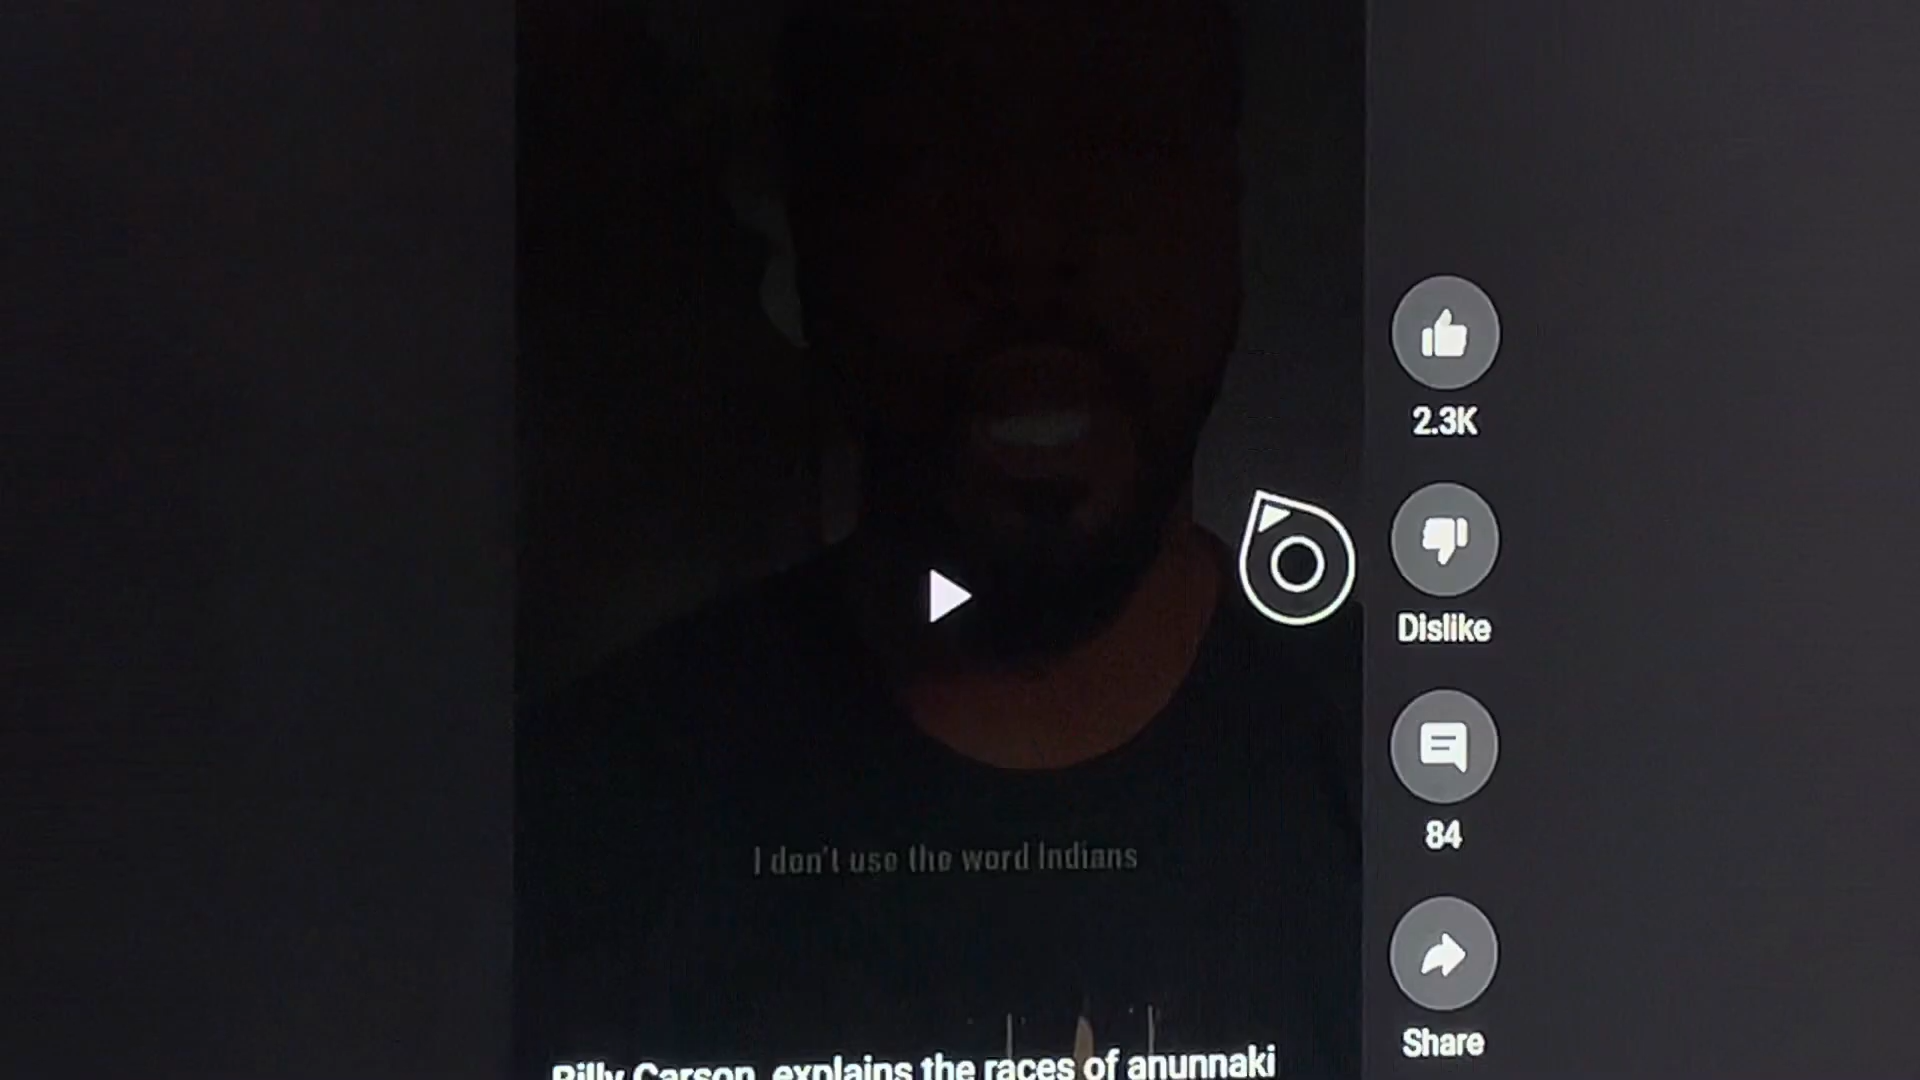 2.3K
Dislike
84
I don't use the word Indians
Share
Billy Carson explains the races of anunnaki